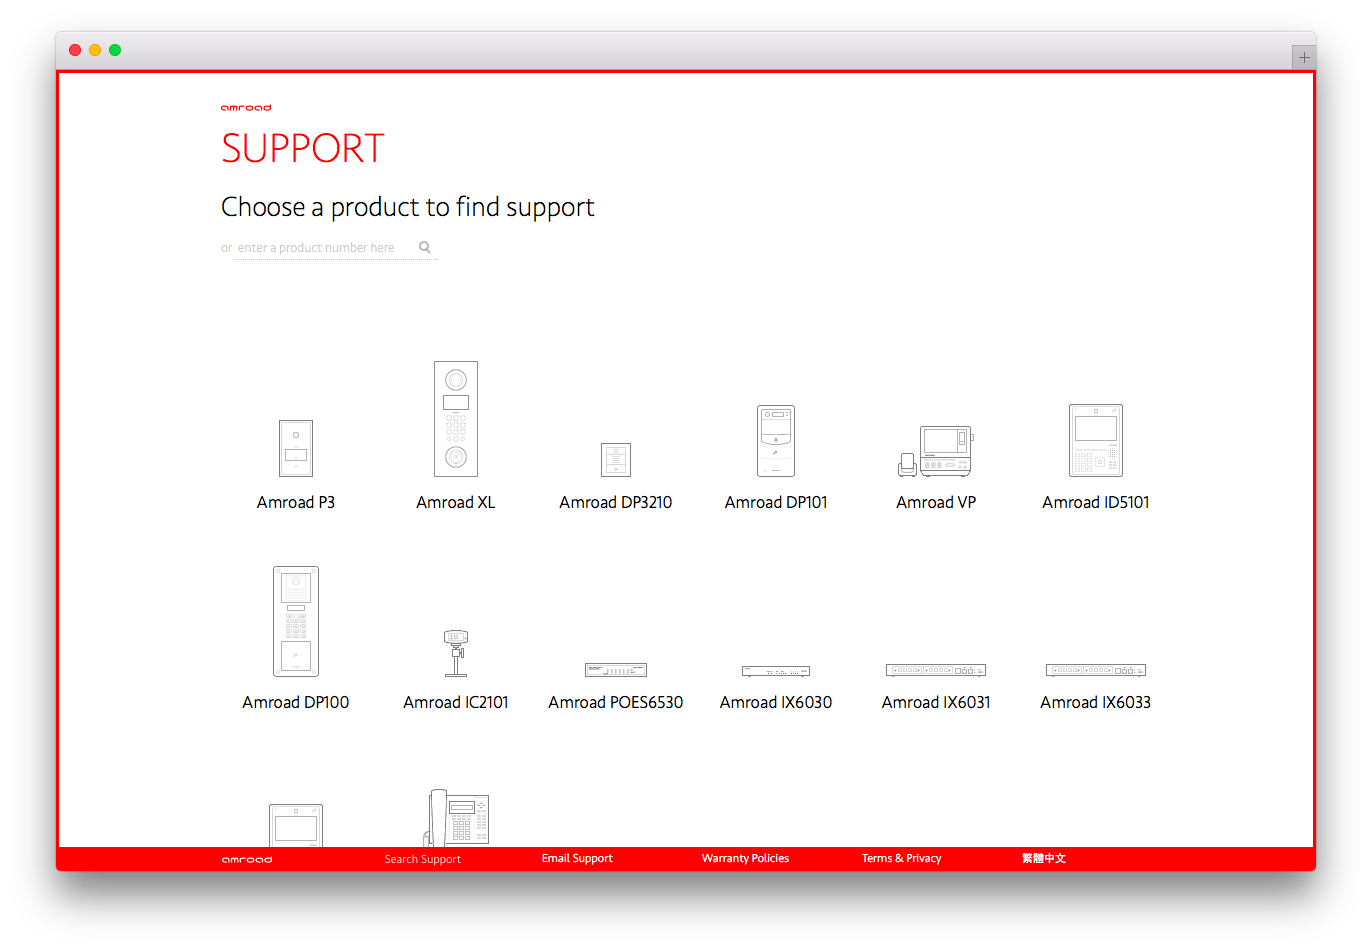 amroad
SUPPORT
Choose a product to find support
or enter a product number here
Amroad P3
Amroad XL
Amroad DP3210
Amroad DP101
Amroad VP
Amroad ID5101
Amroad DP100
Amroad IC2101
Amroad POES6530
Amroad IX6030
Amroad IX6031
Amroad IX6033
amroad
Search Support
Email Support
Warranty Policies
Terms & Privacy
繁體中文